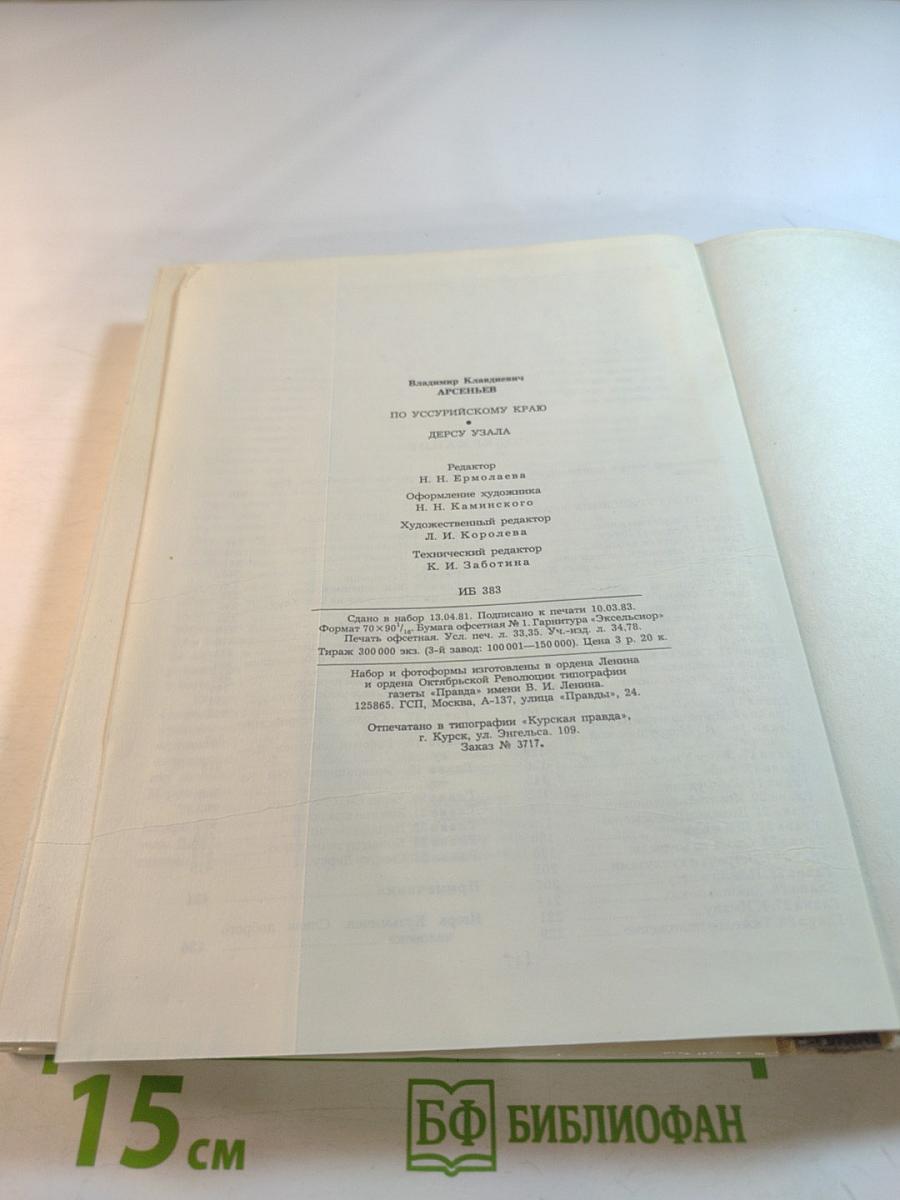 Владимир Клавдиевич
АРСЕНЬЕВ
ПО УССУРИЙСКОМУ КРАЮ
•
ДЕРСУ УЗАЛА
Редактор
Н. Н. Ермолаева
Оформление художника
Н. Н. Каминского
Художественный редактор
Л. И. Королева
Технический редактор
К. И. Заботина
ИБ 383
Сдано в набор 13.04.81. Подписано к печати 10.03.83.
Формат 70×90¹/₁₆. Бумага офсетная № 1. Гарнитура «Эксельсиор»
Печать офсетная. Усл. печ. л. 33,35. Уч.-изд. л. 34,78.
Тираж 300 000 экз. (3-й завод: 100 001—150 000). Цена 3 р. 20 к.
Набор и фотоформы изготовлены в ордена Ленина
и ордена Октябрьской Революции типографии
газеты «Правда» имени В. И. Ленина.
125865. ГСП, Москва, А-137, улица «Правды», 24.
Отпечатано в типографии «Курская правда»,
г. Курск, ул. Энгельса. 109.
Заказ № 3717.
15 см
БФ БИБЛИОФАН